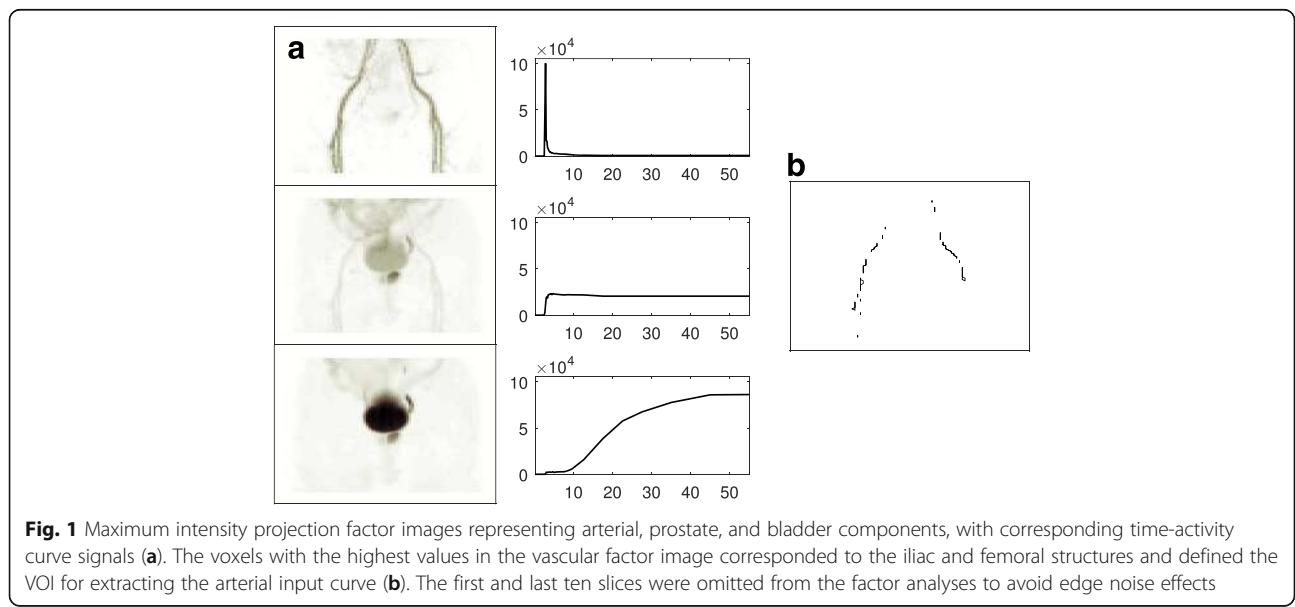 a
×10⁴
10
5
0
10 20 30 40 50
×10⁴
10
5
0
10 20 30 40 50
×10⁴
10
5
0
10 20 30 40 50
b
Fig. 1 Maximum intensity projection factor images representing arterial, prostate, and bladder components, with corresponding time-activity
curve signals (a). The voxels with the highest values in the vascular factor image corresponded to the iliac and femoral structures and defined the
VOI for extracting the arterial input curve (b). The first and last ten slices were omitted from the factor analyses to avoid edge noise effects